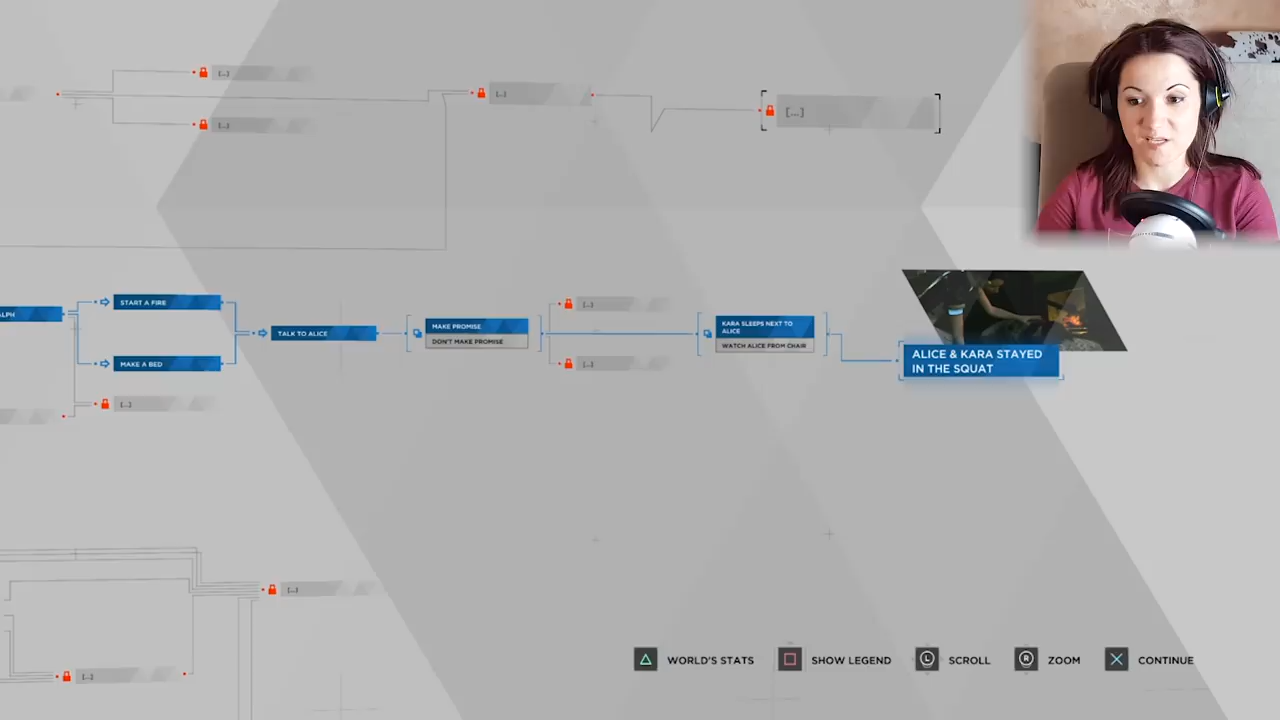 [...]
[...]
[...]
[...]
START A FIRE
ALPH
TALK TO ALICE
MAKE A BED
[...]
MAKE PROMISE
DON'T MAKE PROMISE
[...]
[...]
KARA SLEEPS NEXT TO
ALICE
WATCH ALICE FROM CHAIR
ALICE & KARA STAYED
IN THE SQUAT
[...]
[...]
WORLD'S STATS
SHOW LEGEND
L
SCROLL
R
ZOOM
CONTINUE